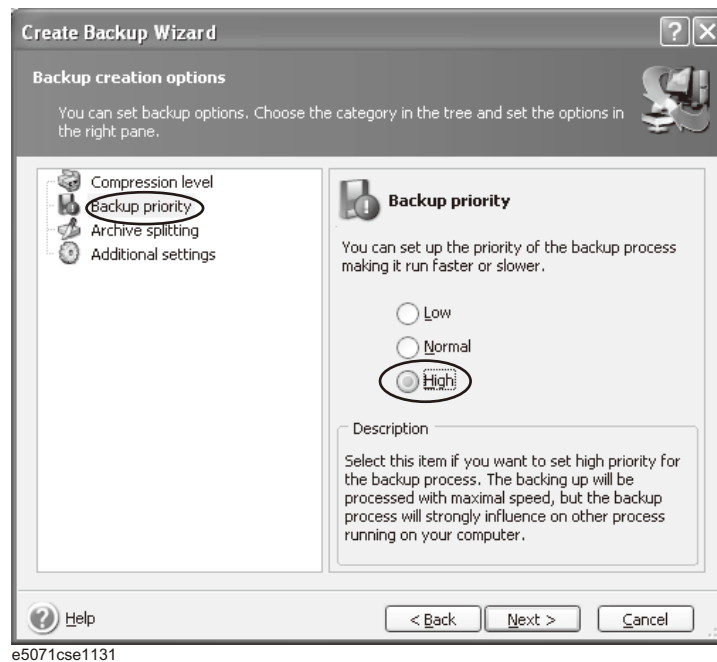 Create Backup Wizard
Backup creation options
You can set backup options. Choose the category in the tree and set the options in
the right pane.
Compression level
Backup priority
Archive splitting
Additional settings
Backup priority
You can set up the priority of the backup process
making it run faster or slower.
Low
Normal
High
Description
Select this item if you want to set high priority for
the backup process. The backing up will be
processed with maximal speed, but the backup
process will strongly influence on other process
running on your computer.
Help
< Back
Next >
Cancel
e5071cse1131